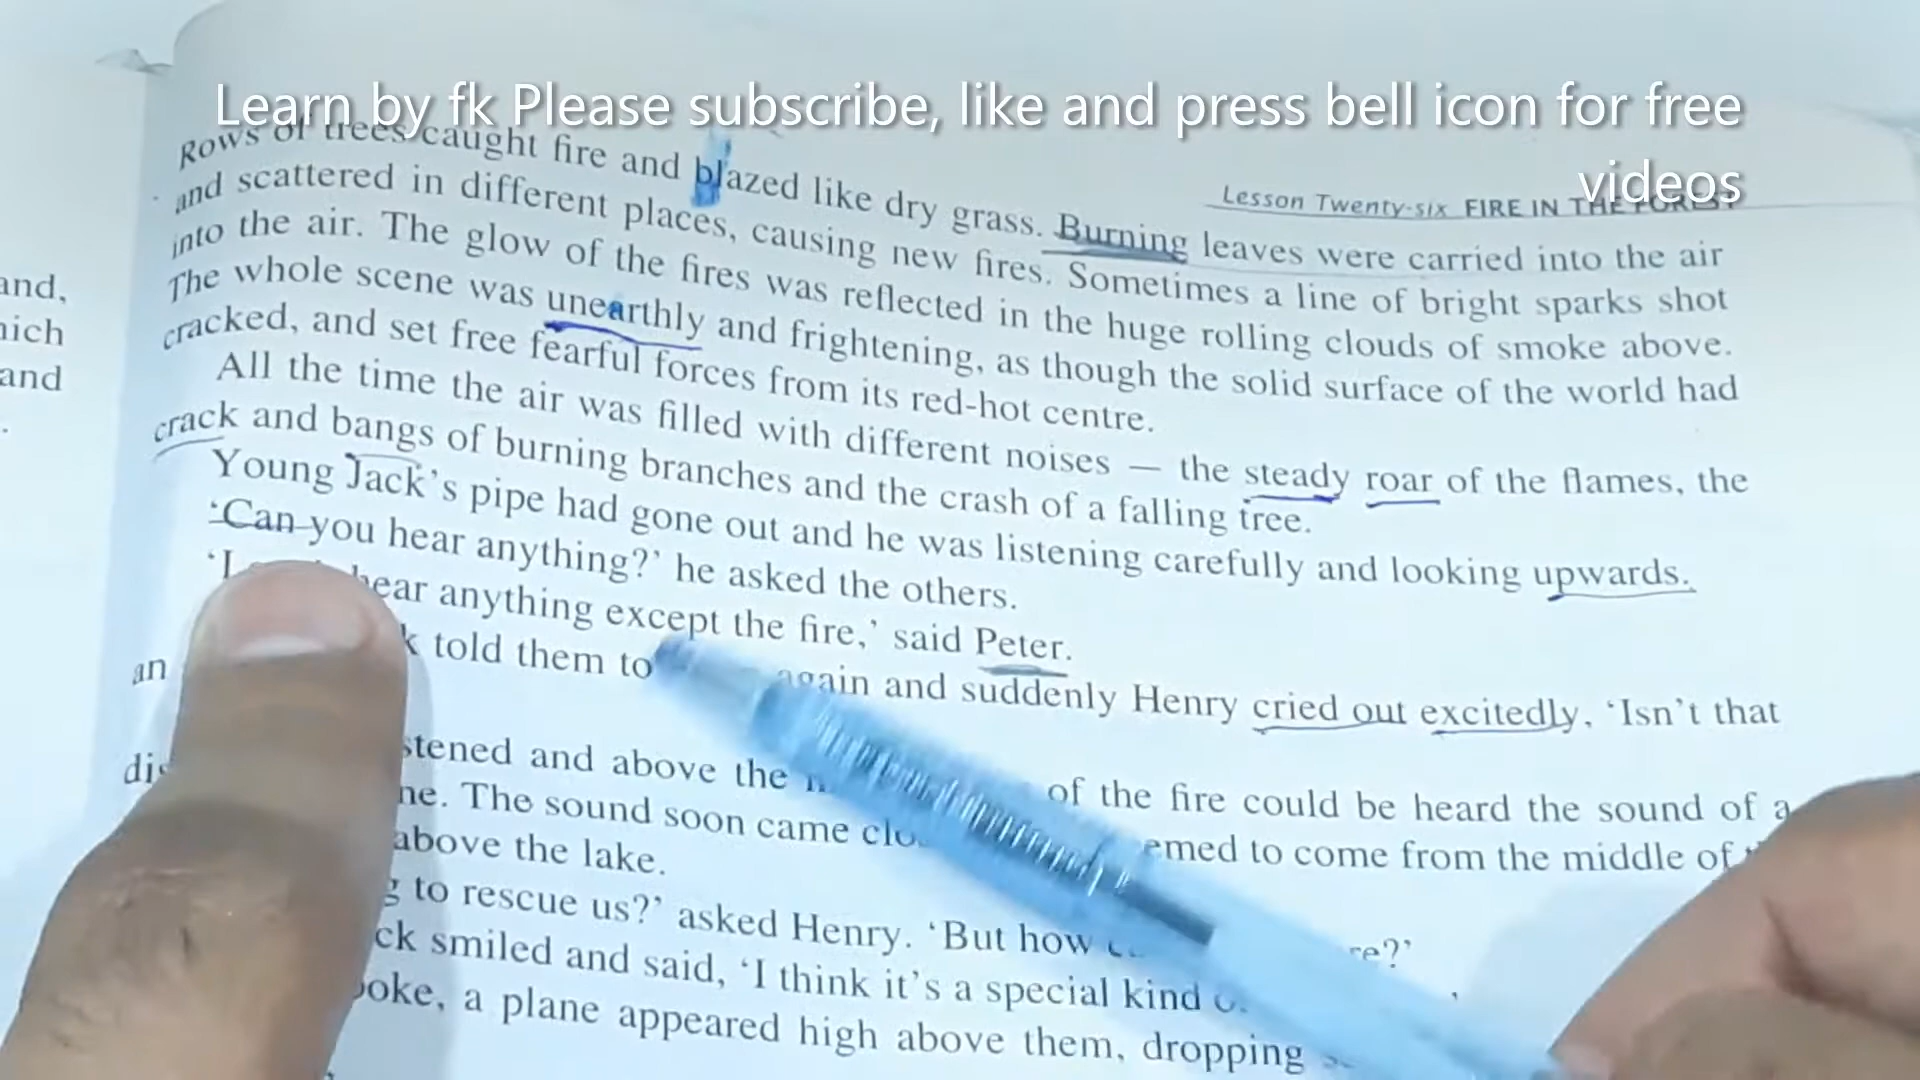 Learn by fk Please subscribe, like and press bell icon for free
videos
Lesson Twenty-six FIRE IN THE FOREST
Rows of trees caught fire and blazed like dry grass. Burning leaves were carried into the air
and scattered in different places, causing new fires. Sometimes a line of bright sparks shot
into the air. The glow of the fires was reflected in the huge rolling clouds of smoke above.
The whole scene was unearthly and frightening, as though the solid surface of the world had
cracked, and set free fearful forces from its red-hot centre.
All the time the air was filled with different noises — the steady roar of the flames, the
crack and bangs of burning branches and the crash of a falling tree.
Young Jack's pipe had gone out and he was listening carefully and looking upwards.
'Can you hear anything?' he asked the others.
'I hear anything except the fire,' said Peter.
told them to again and suddenly Henry cried out excitedly, 'Isn't that
an
stened and above the of the fire could be heard the sound of a
The sound soon came to come from the middle of
above the lake.
to rescue us?' asked Henry. 'But how
smiled and said, 'I think it's a special kind
a plane appeared high above them, dropping
and,
hich
and
.